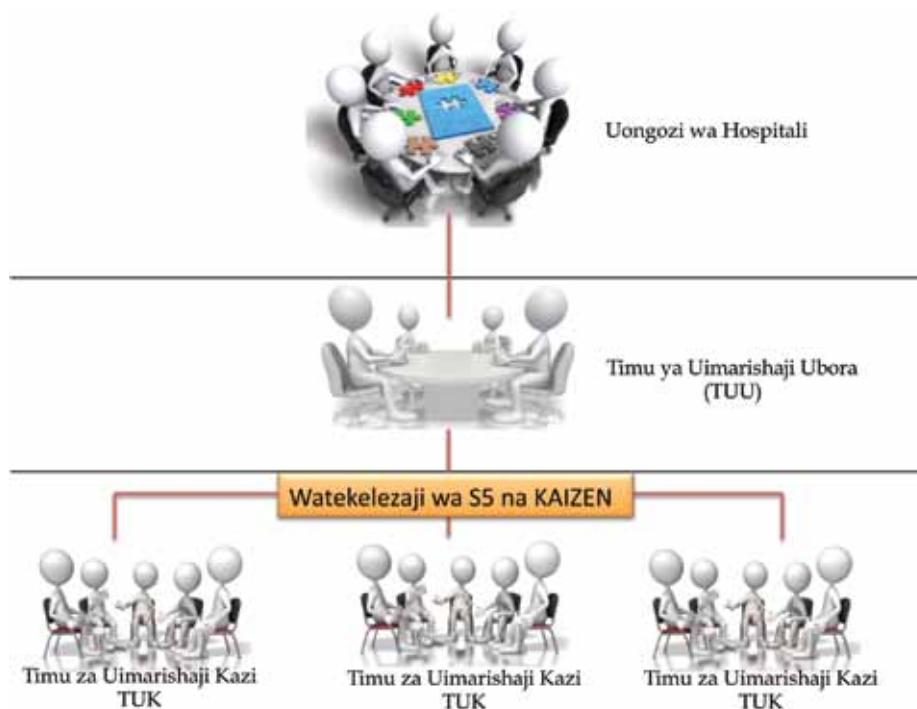 Uongozi wa Hospitali
Timu ya Uimarishaji Ubora
(TUU)
Watekelezaji wa S5 na KAIZEN
Timu za Uimarishaji Kazi
TUK
Timu za Uimarishaji Kazi
TUK
Timu za Uimarishaji Kazi
TUK